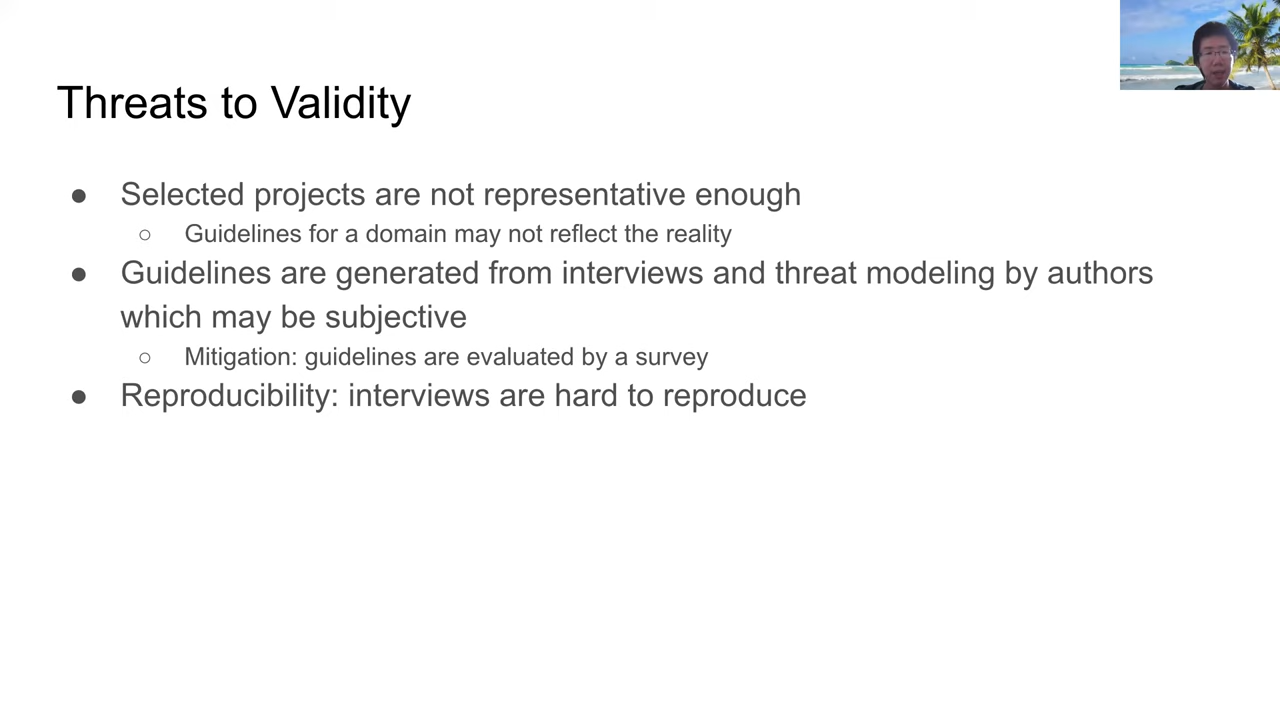 Threats to Validity
● Selected projects are not representative enough
○ Guidelines for a domain may not reflect the reality
● Guidelines are generated from interviews and threat modeling by authors
which may be subjective
○ Mitigation: guidelines are evaluated by a survey
● Reproducibility: interviews are hard to reproduce